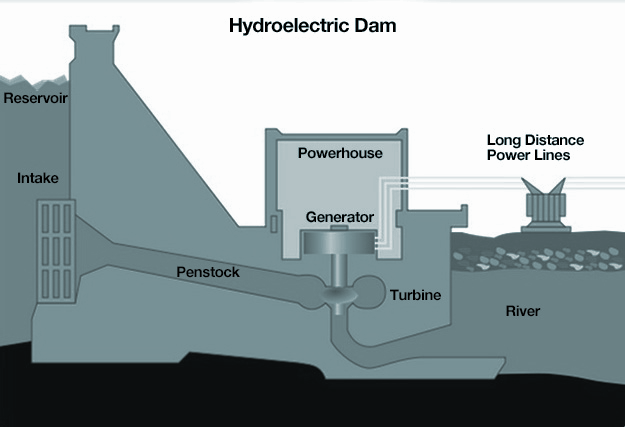 Hydroelectric Dam
Reservoir
Long Distance
Power Lines
Powerhouse
Intake
Generator
Penstock
Turbine
River